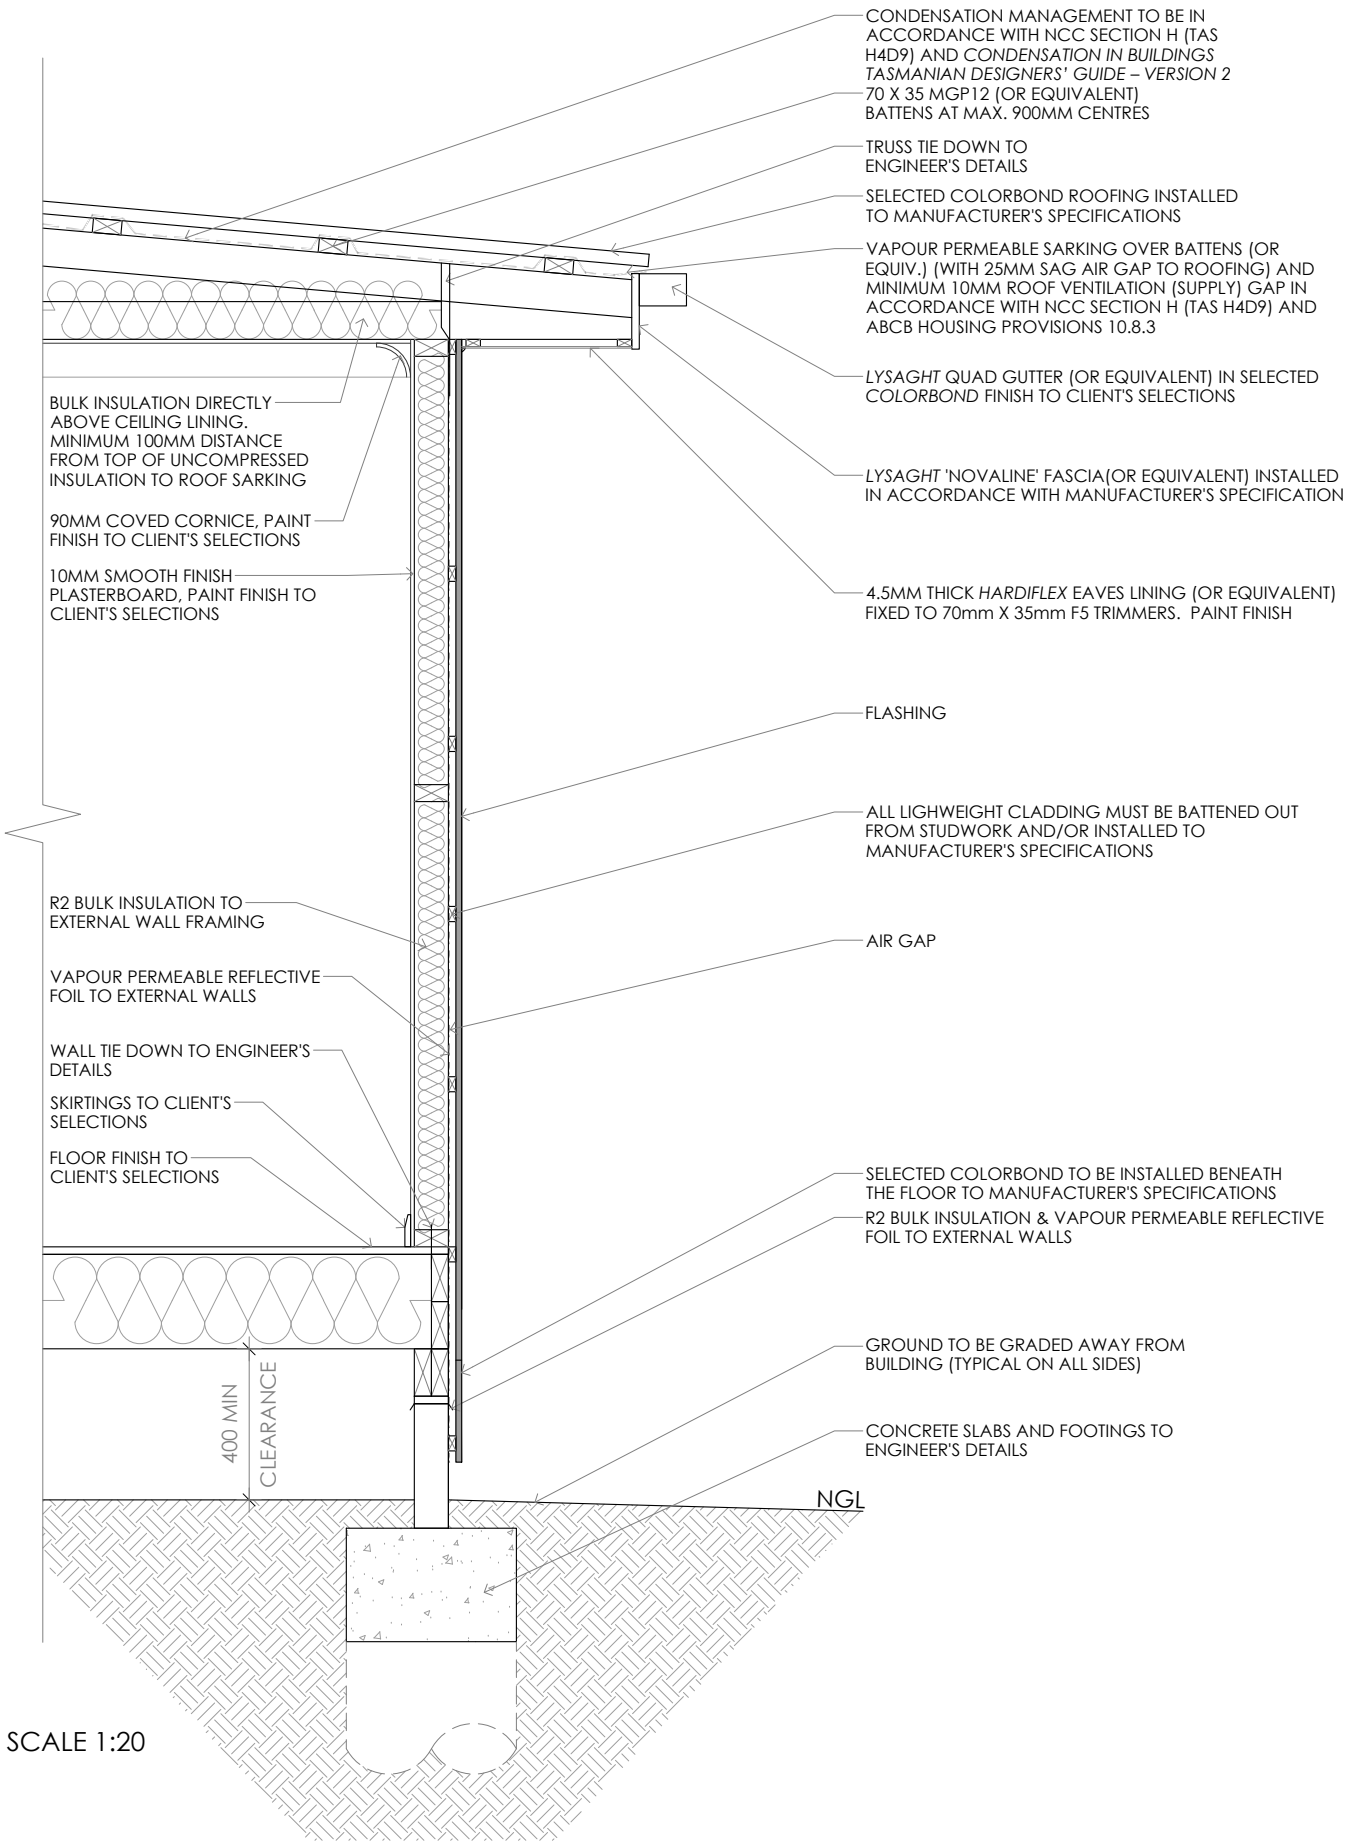 CONDENSATION MANAGEMENT TO BE IN
ACCORDANCE WITH NCC SECTION H (TAS
H4D9) AND CONDENSATION IN BUILDINGS
TASMANIAN DESIGNERS' GUIDE – VERSION 2
70 X 35 MGP12 (OR EQUIVALENT)
BATTENS AT MAX. 900MM CENTRES
TRUSS TIE DOWN TO
ENGINEER'S DETAILS
SELECTED COLORBOND ROOFING INSTALLED
TO MANUFACTURER'S SPECIFICATIONS
VAPOUR PERMEABLE SARKING OVER BATTENS (OR
EQUIV.) (WITH 25MM SAG AIR GAP TO ROOFING) AND
MINIMUM 10MM ROOF VENTILATION (SUPPLY) GAP IN
ACCORDANCE WITH NCC SECTION H (TAS H4D9) AND
ABCB HOUSING PROVISIONS 10.8.3
LYSAGHT QUAD GUTTER (OR EQUIVALENT) IN SELECTED
COLORBOND FINISH TO CLIENT'S SELECTIONS
LYSAGHT 'NOVALINE' FASCIA(OR EQUIVALENT) INSTALLED
IN ACCORDANCE WITH MANUFACTURER'S SPECIFICATION
4.5MM THICK HARDIFLEX EAVES LINING (OR EQUIVALENT)
FIXED TO 70mm X 35mm F5 TRIMMERS. PAINT FINISH
FLASHING
ALL LIGHWEIGHT CLADDING MUST BE BATTENED OUT
FROM STUDWORK AND/OR INSTALLED TO
MANUFACTURER'S SPECIFICATIONS
AIR GAP
SELECTED COLORBOND TO BE INSTALLED BENEATH
THE FLOOR TO MANUFACTURER'S SPECIFICATIONS
R2 BULK INSULATION & VAPOUR PERMEABLE REFLECTIVE
FOIL TO EXTERNAL WALLS
GROUND TO BE GRADED AWAY FROM
BUILDING (TYPICAL ON ALL SIDES)
CONCRETE SLABS AND FOOTINGS TO
ENGINEER'S DETAILS
BULK INSULATION DIRECTLY
ABOVE CEILING LINING.
MINIMUM 100MM DISTANCE
FROM TOP OF UNCOMPRESSED
INSULATION TO ROOF SARKING
90MM COVED CORNICE, PAINT
FINISH TO CLIENT'S SELECTIONS
10MM SMOOTH FINISH
PLASTERBOARD, PAINT FINISH TO
CLIENT'S SELECTIONS
R2 BULK INSULATION TO
EXTERNAL WALL FRAMING
VAPOUR PERMEABLE REFLECTIVE
FOIL TO EXTERNAL WALLS
WALL TIE DOWN TO ENGINEER'S
DETAILS
SKIRTINGS TO CLIENT'S
SELECTIONS
FLOOR FINISH TO
CLIENT'S SELECTIONS
400 MIN
CLEARANCE
NGL
SCALE 1:20